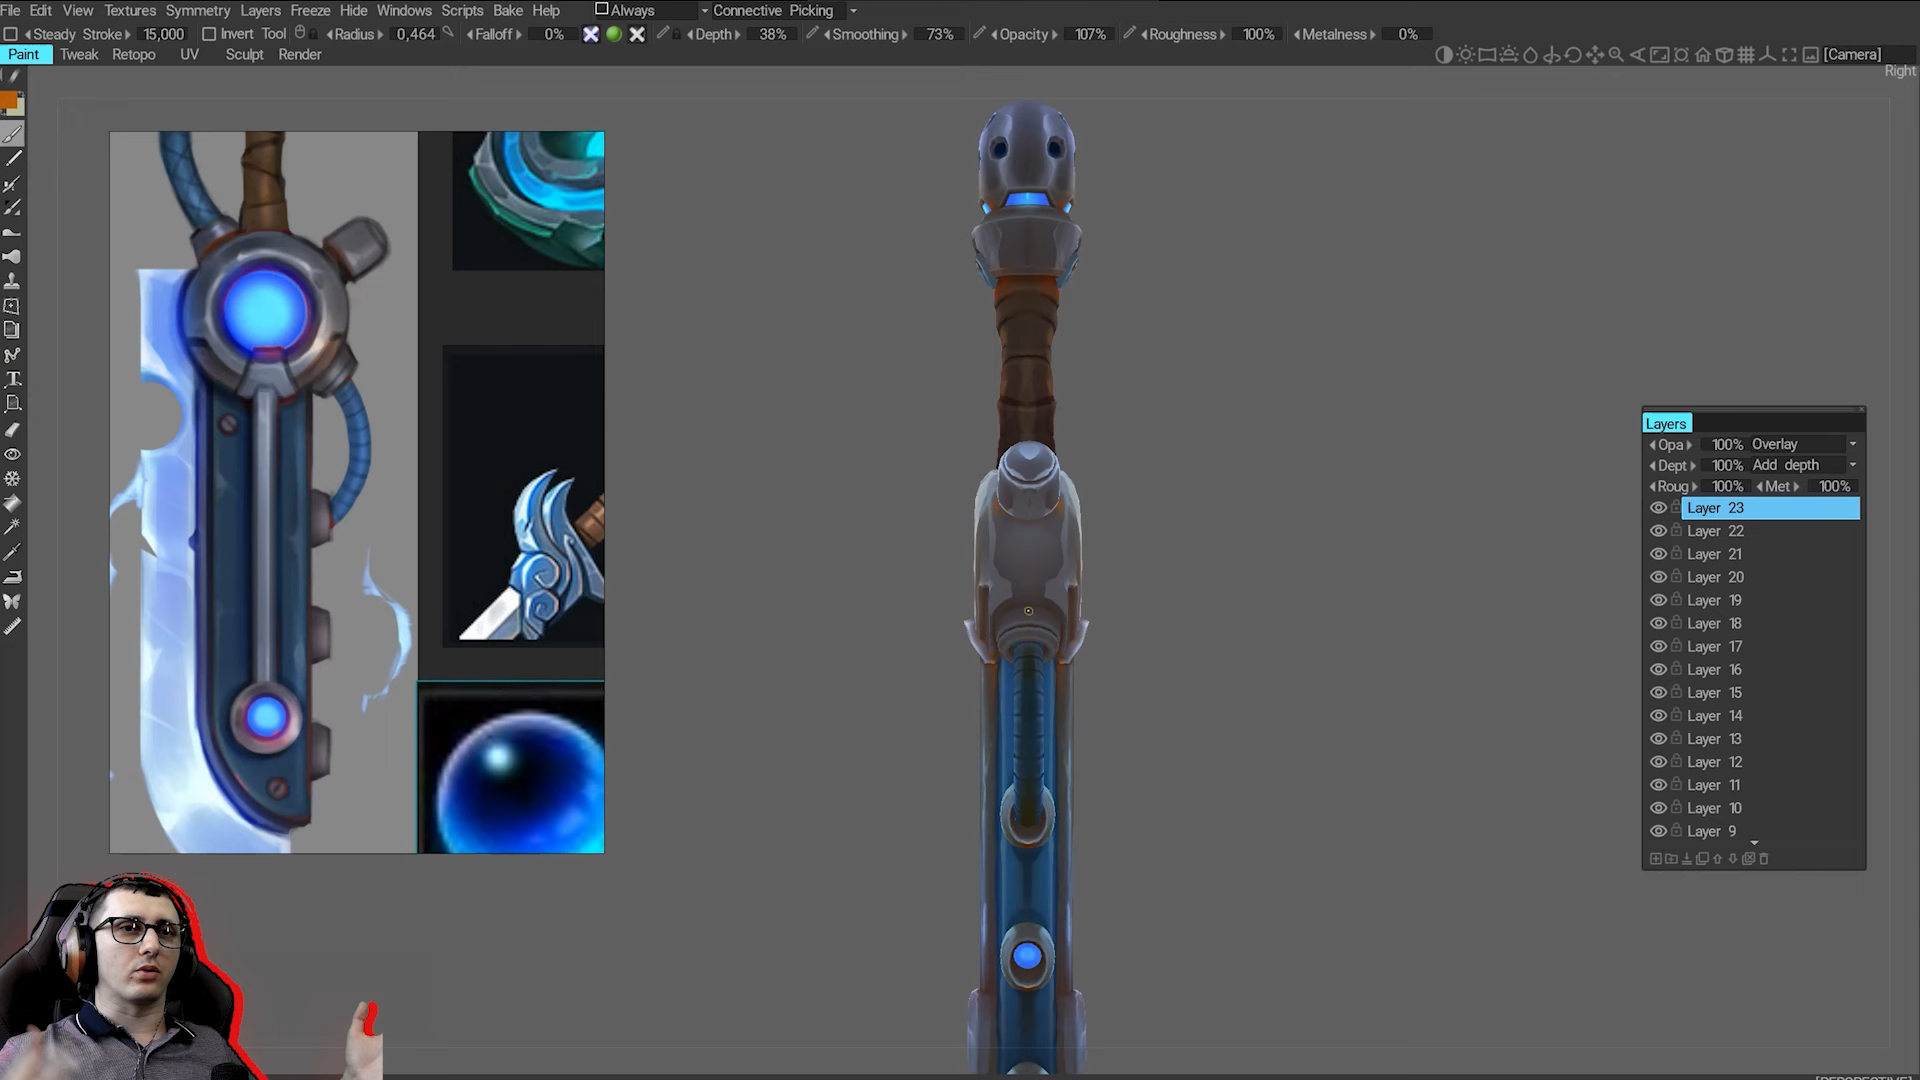 File Edit View Textures Symmetry Layers Freeze Hide Windows Scripts Bake Help Always Connective Picking
Steady Stroke 15,000 Invert Tool Radius 0,464 Falloff 0% Depth 38% Smoothing 73% Opacity 107% Roughness 100% Metalness 0%
Paint Tweak Retopo UV Sculpt Render [Camera]
Right
Layers
Opa 100% Overlay
Dept 100% Add depth
Roug 100% Met 100%
Layer 23
Layer 22
Layer 21
Layer 20
Layer 19
Layer 18
Layer 17
Layer 16
Layer 15
Layer 14
Layer 13
Layer 12
Layer 11
Layer 10
Layer 9
[PERSPECTIVE]